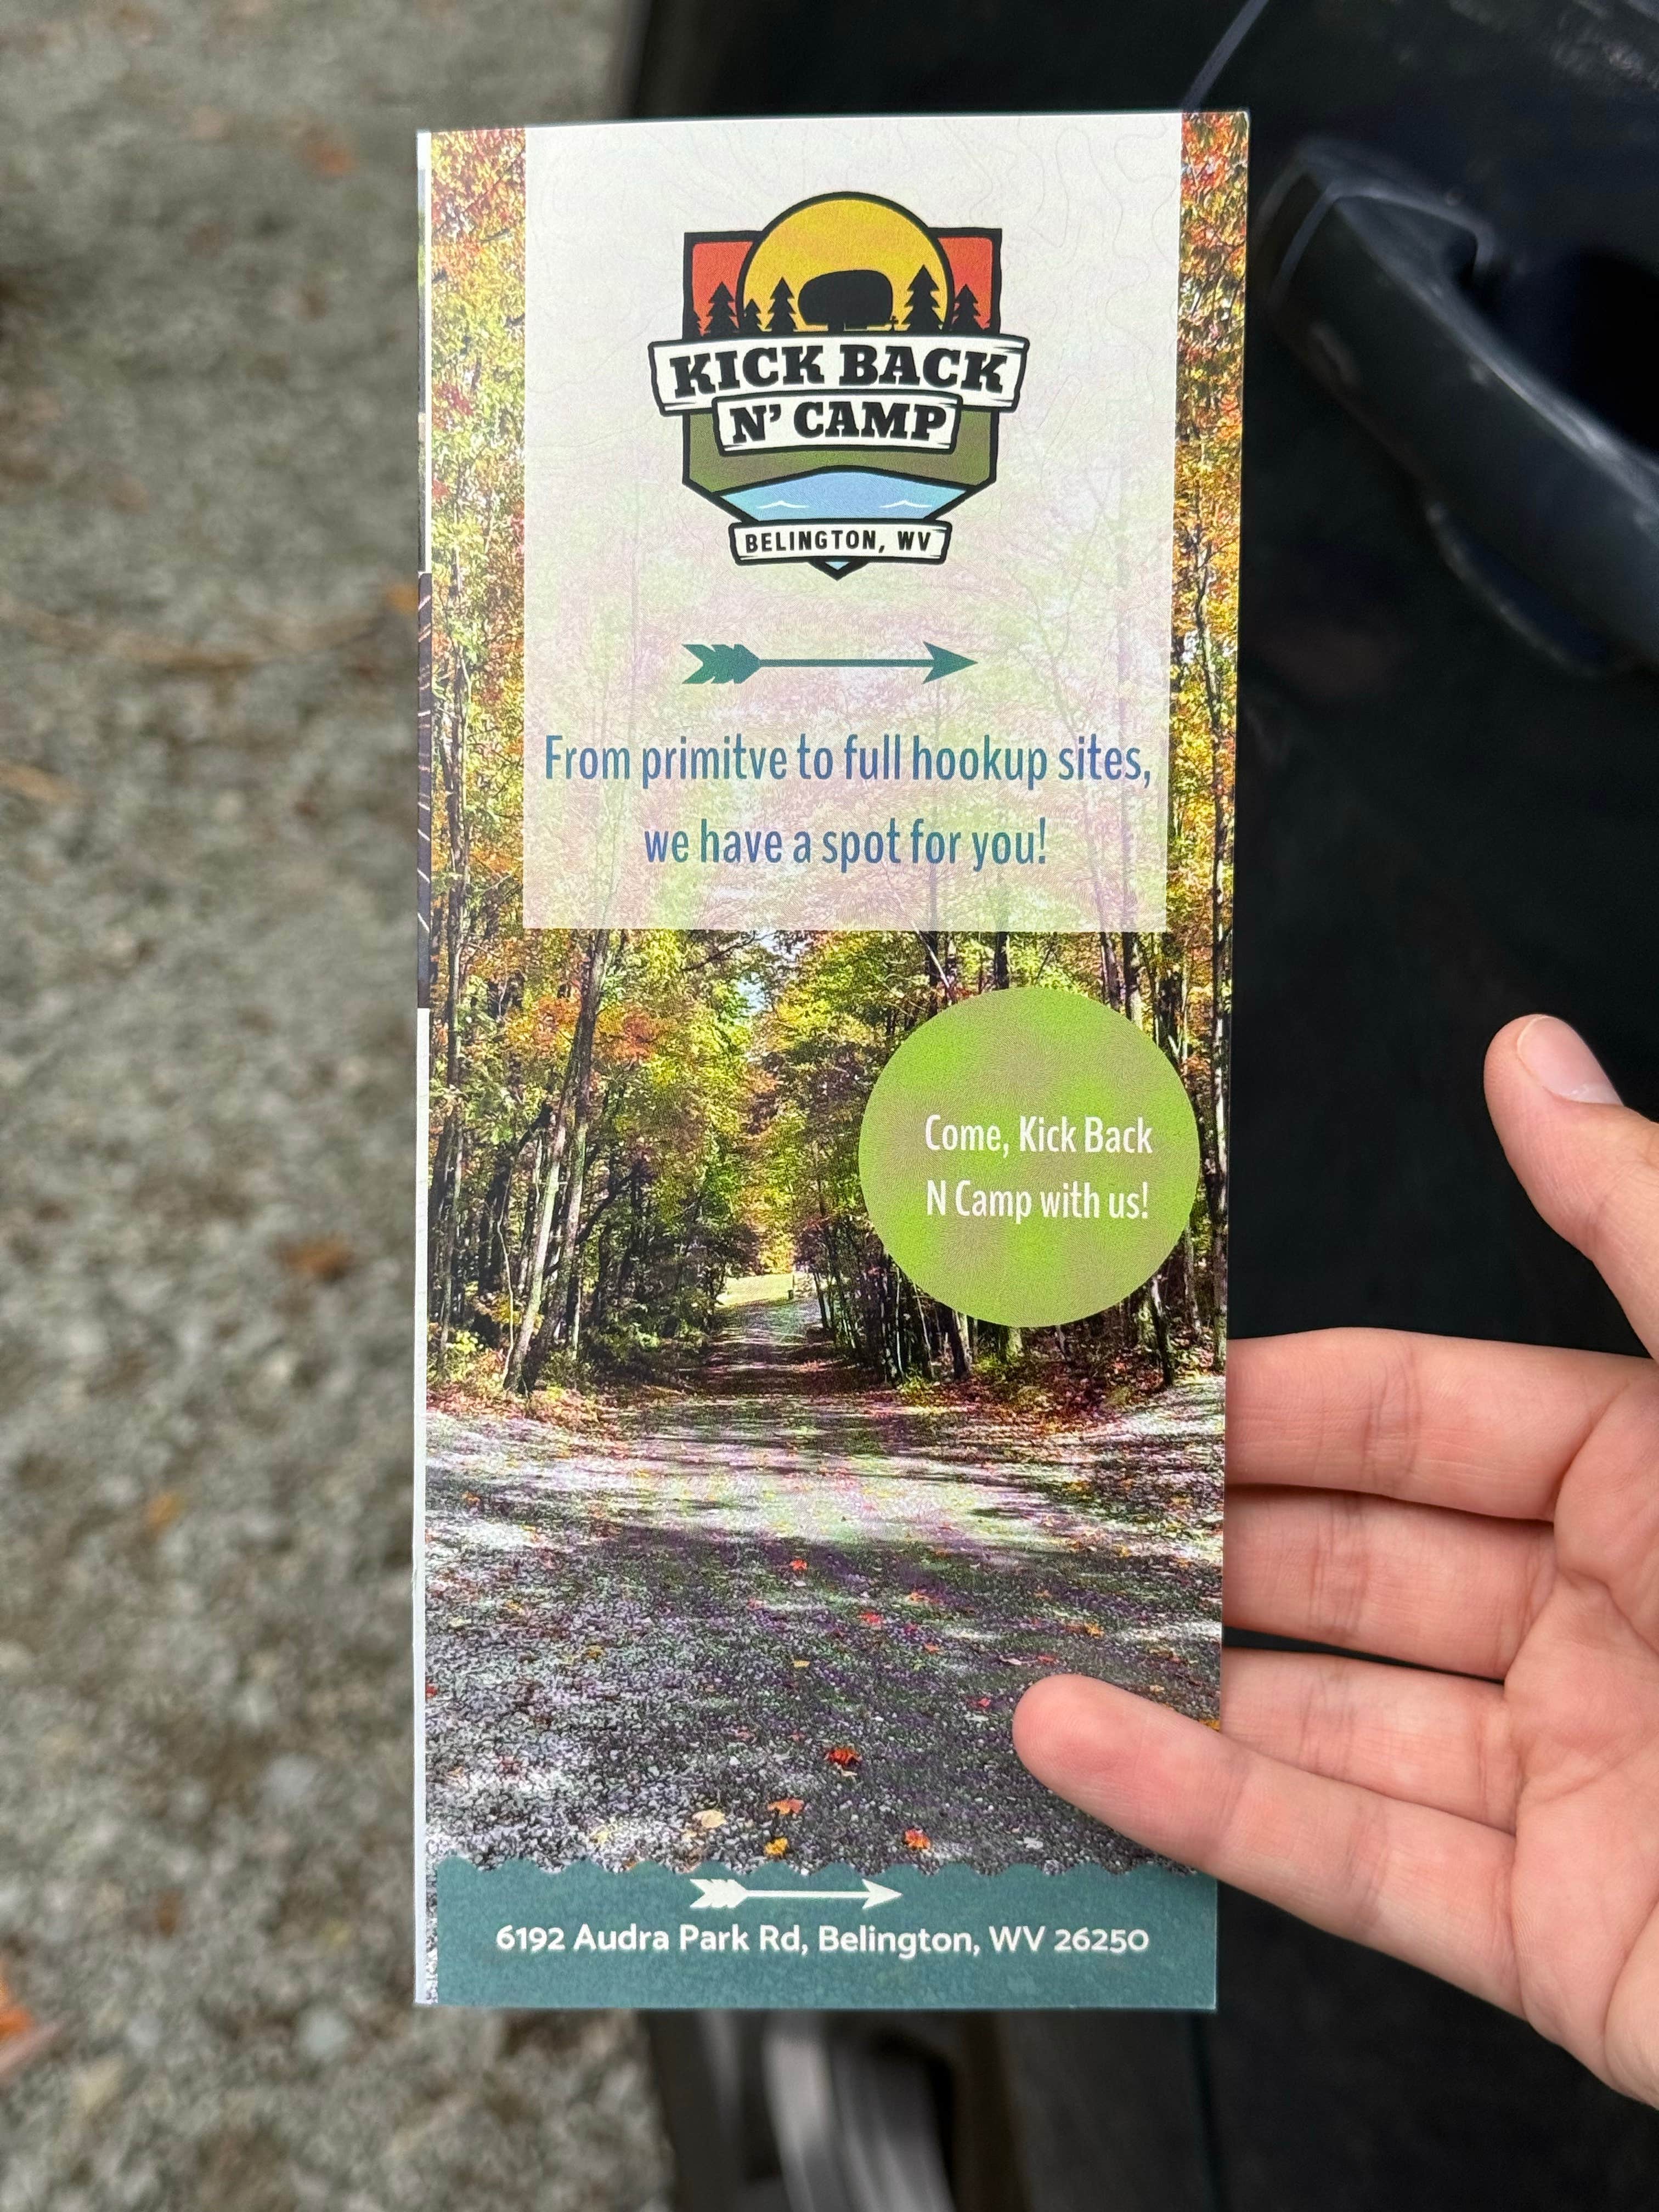 KICK BACK
N' CAMP
BELINGTON, WV
From primitve to full hookup sites,
we have a spot for you!
Come, Kick Back
N Camp with us!
6192 Audra Park Rd, Belington, WV 26250